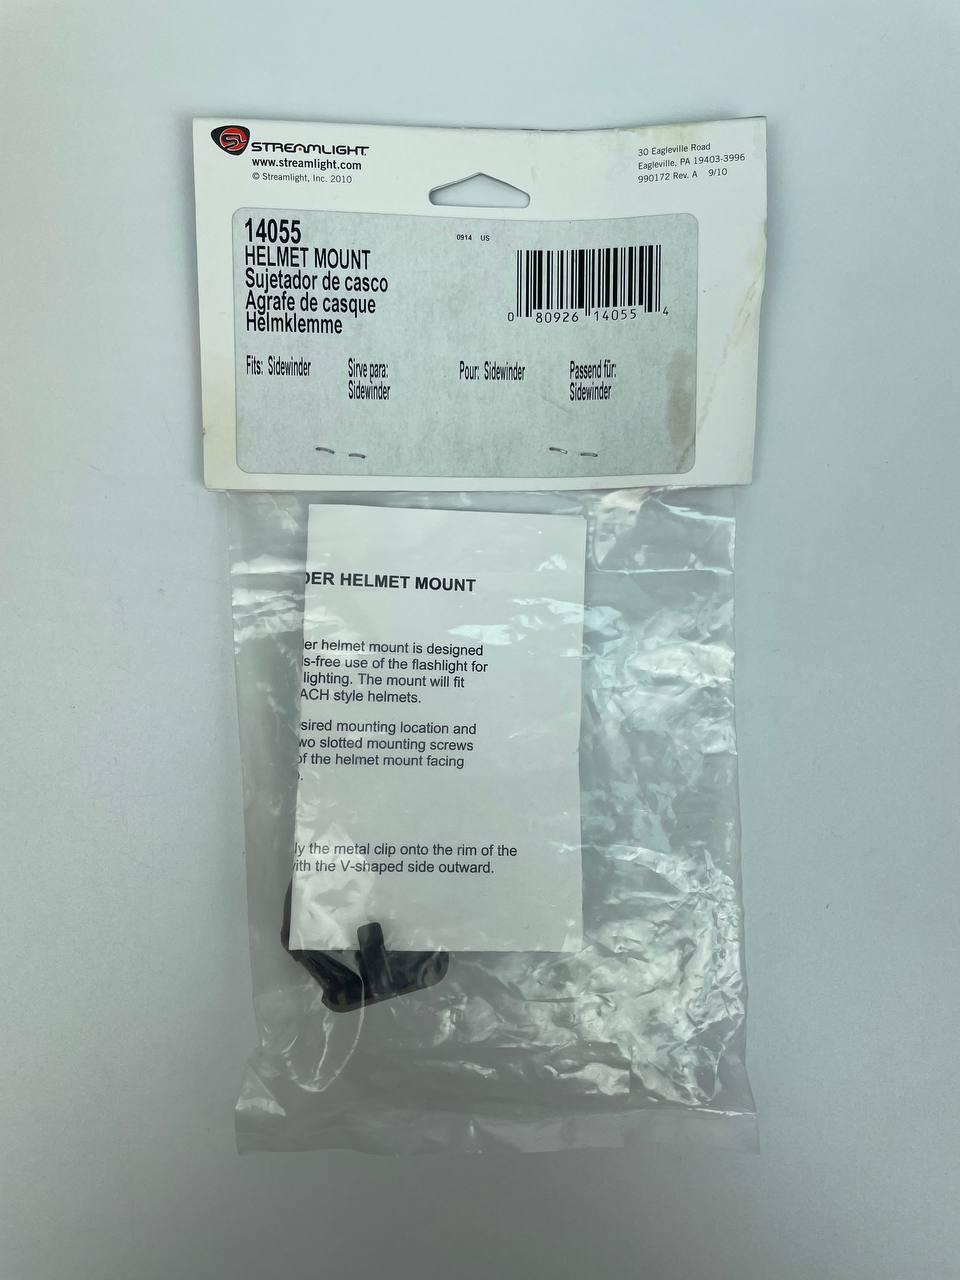 STREAMLIGHT
www.streamlight.com
© Streamlight, Inc. 2010
30 Eagleville Road
Eagleville, PA 19403-3996
990172 Rev. A 9/10
14055
HELMET MOUNT
Sujetador de casco
Agrafe de casque
Helmklemme
0914 US
0 80926 14055 4
Fits: Sidewinder
Sirve para:
Sidewinder
Pour: Sidewinder
Passend für:
Sidewinder
DER HELMET MOUNT
er helmet mount is designed
s-free use of the flashlight for
lighting. The mount will fit
ACH style helmets.
sired mounting location and
wo slotted mounting screws
of the helmet mount facing
).
ly the metal clip onto the rim of the
ith the V-shaped side outward.